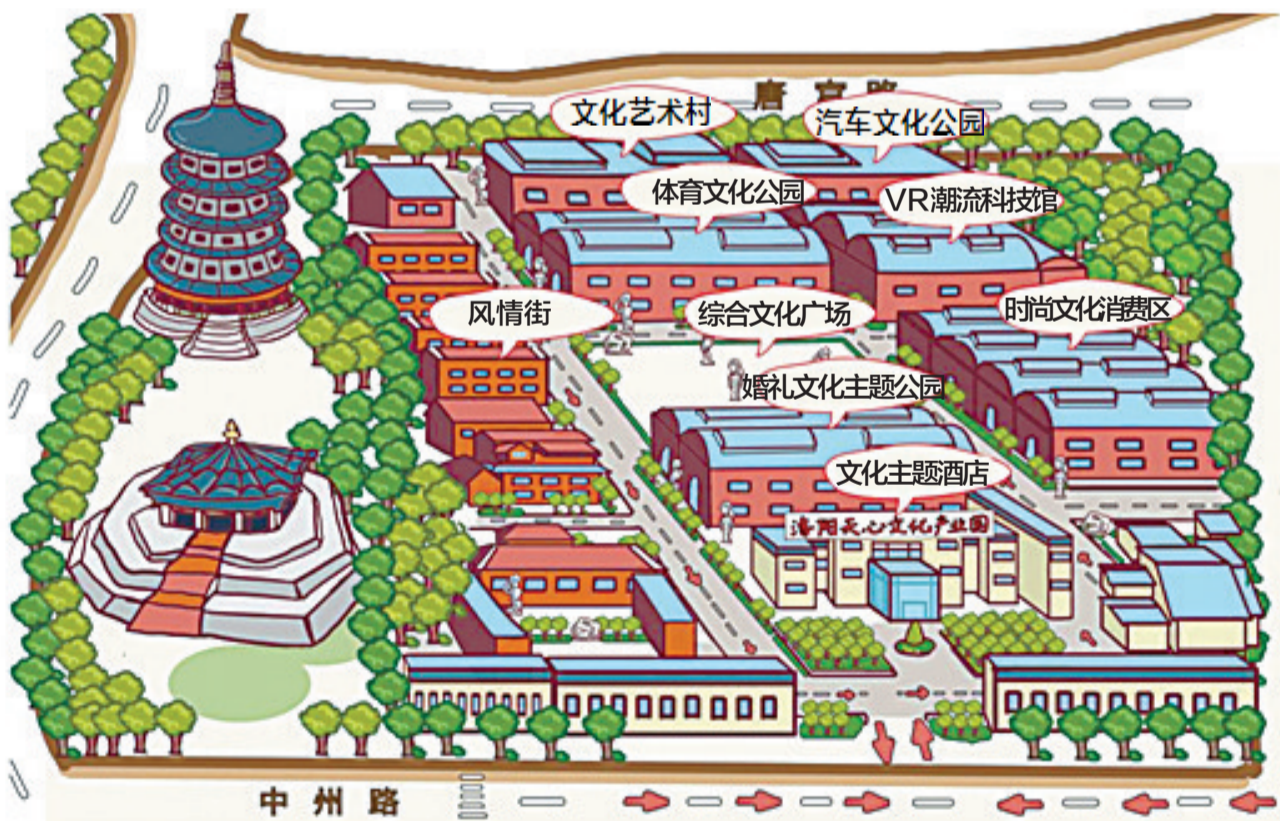 唐宫路
文化艺术村
汽车文化公园
体育文化公园
VR潮流科技馆
风情街
综合文化广场
时尚文化消费区
婚礼文化主题公园
文化主题酒店
洛阳天心文化产业园
中州路